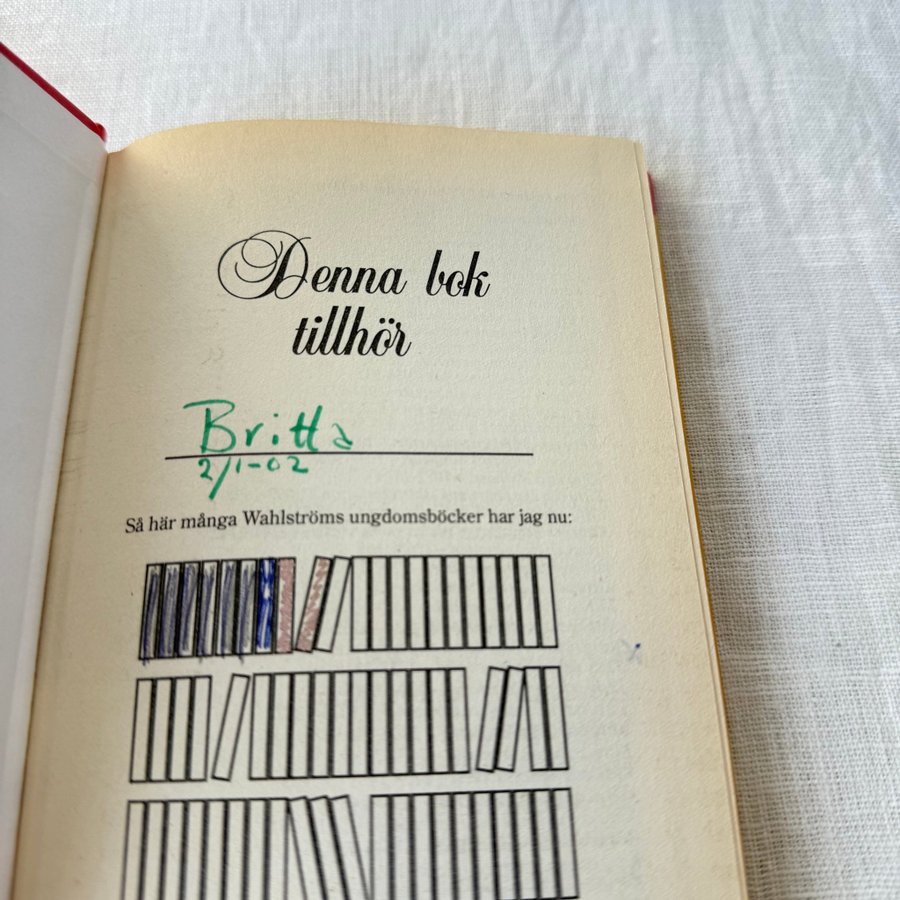 Denna bok
tillhör
Britta
2/1-02
Så här många Wahlströms ungdomsböcker har jag nu: